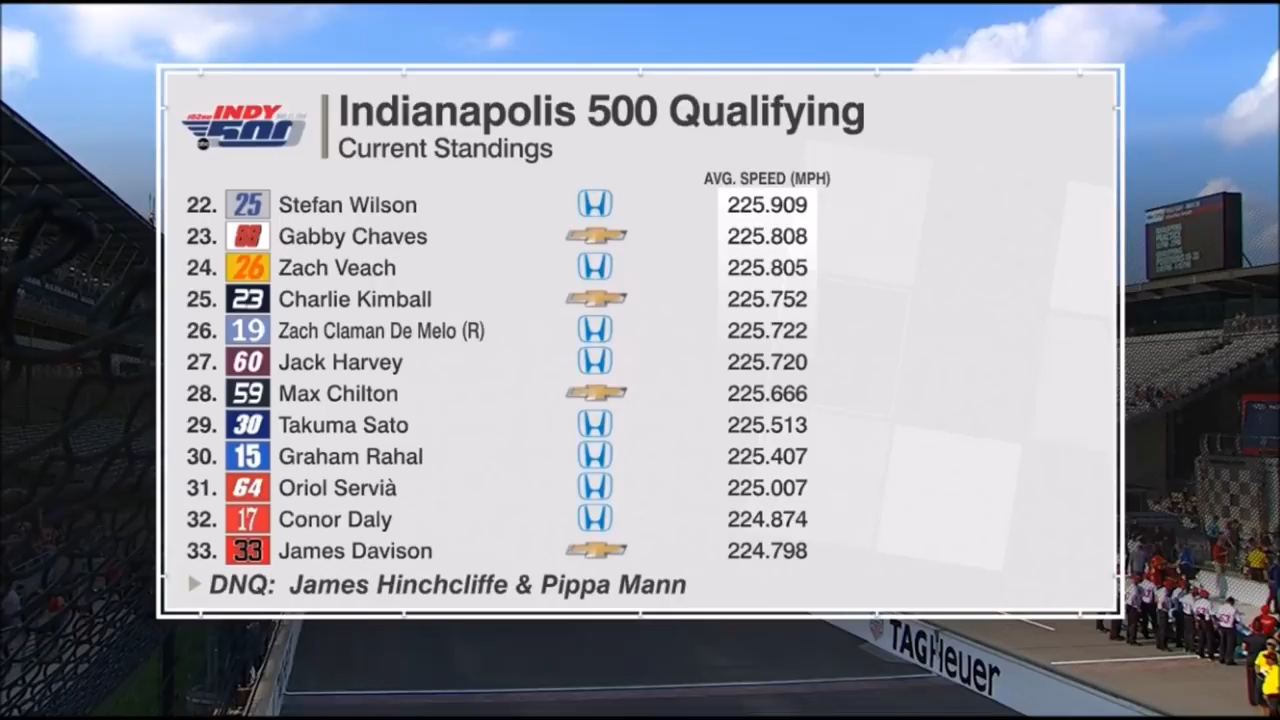 102ND INDY 500
abc
Indianapolis 500 Qualifying
Current Standings
AVG. SPEED (MPH)
22. 25 Stefan Wilson 225.909
23. 88 Gabby Chaves 225.808
24. 26 Zach Veach 225.805
25. 23 Charlie Kimball 225.752
26. 19 Zach Claman De Melo (R) 225.722
27. 60 Jack Harvey 225.720
28. 59 Max Chilton 225.666
29. 30 Takuma Sato 225.513
30. 15 Graham Rahal 225.407
31. 64 Oriol Servià 225.007
32. 17 Conor Daly 224.874
33. 33 James Davison 224.798
DNQ: James Hinchcliffe & Pippa Mann
TAGHeuer